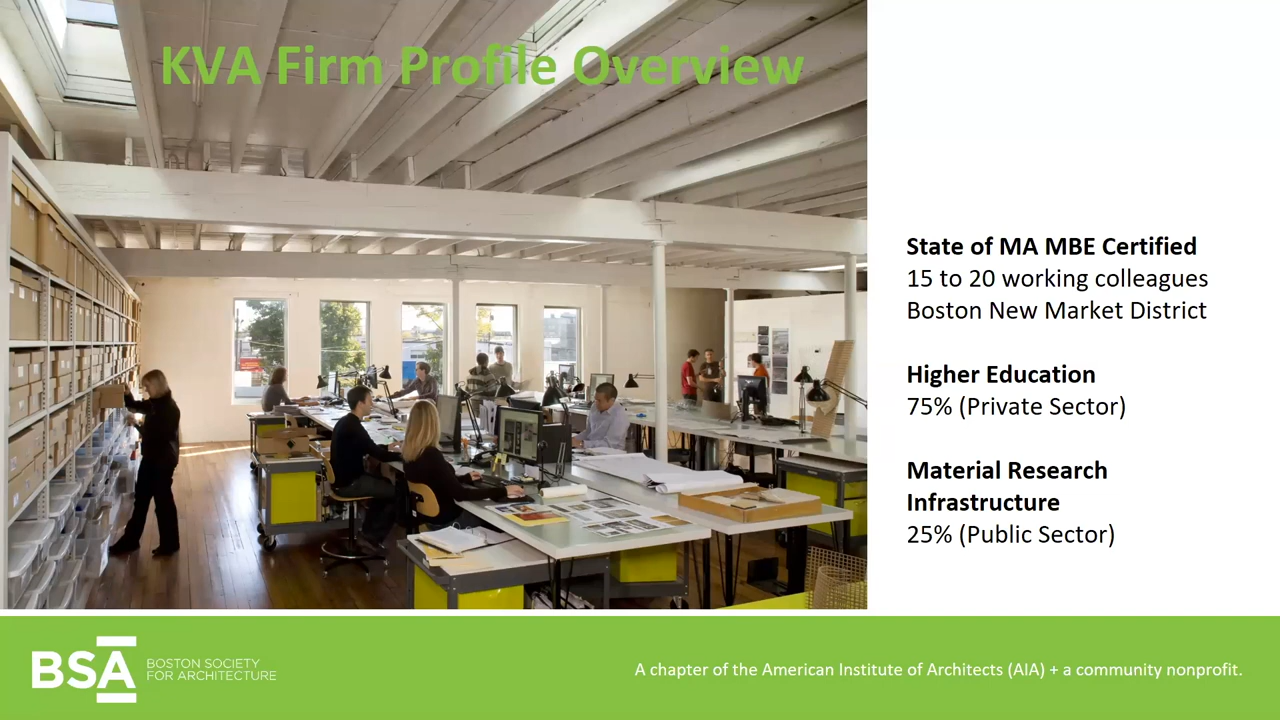 KVA Firm Profile Overview
State of MA MBE Certified
15 to 20 working colleagues
Boston New Market District
Higher Education
75% (Private Sector)
Material Research
Infrastructure
25% (Public Sector)
BSA
BOSTON SOCIETY
FOR ARCHITECTURE
A chapter of the American Institute of Architects (AIA) + a community nonprofit.